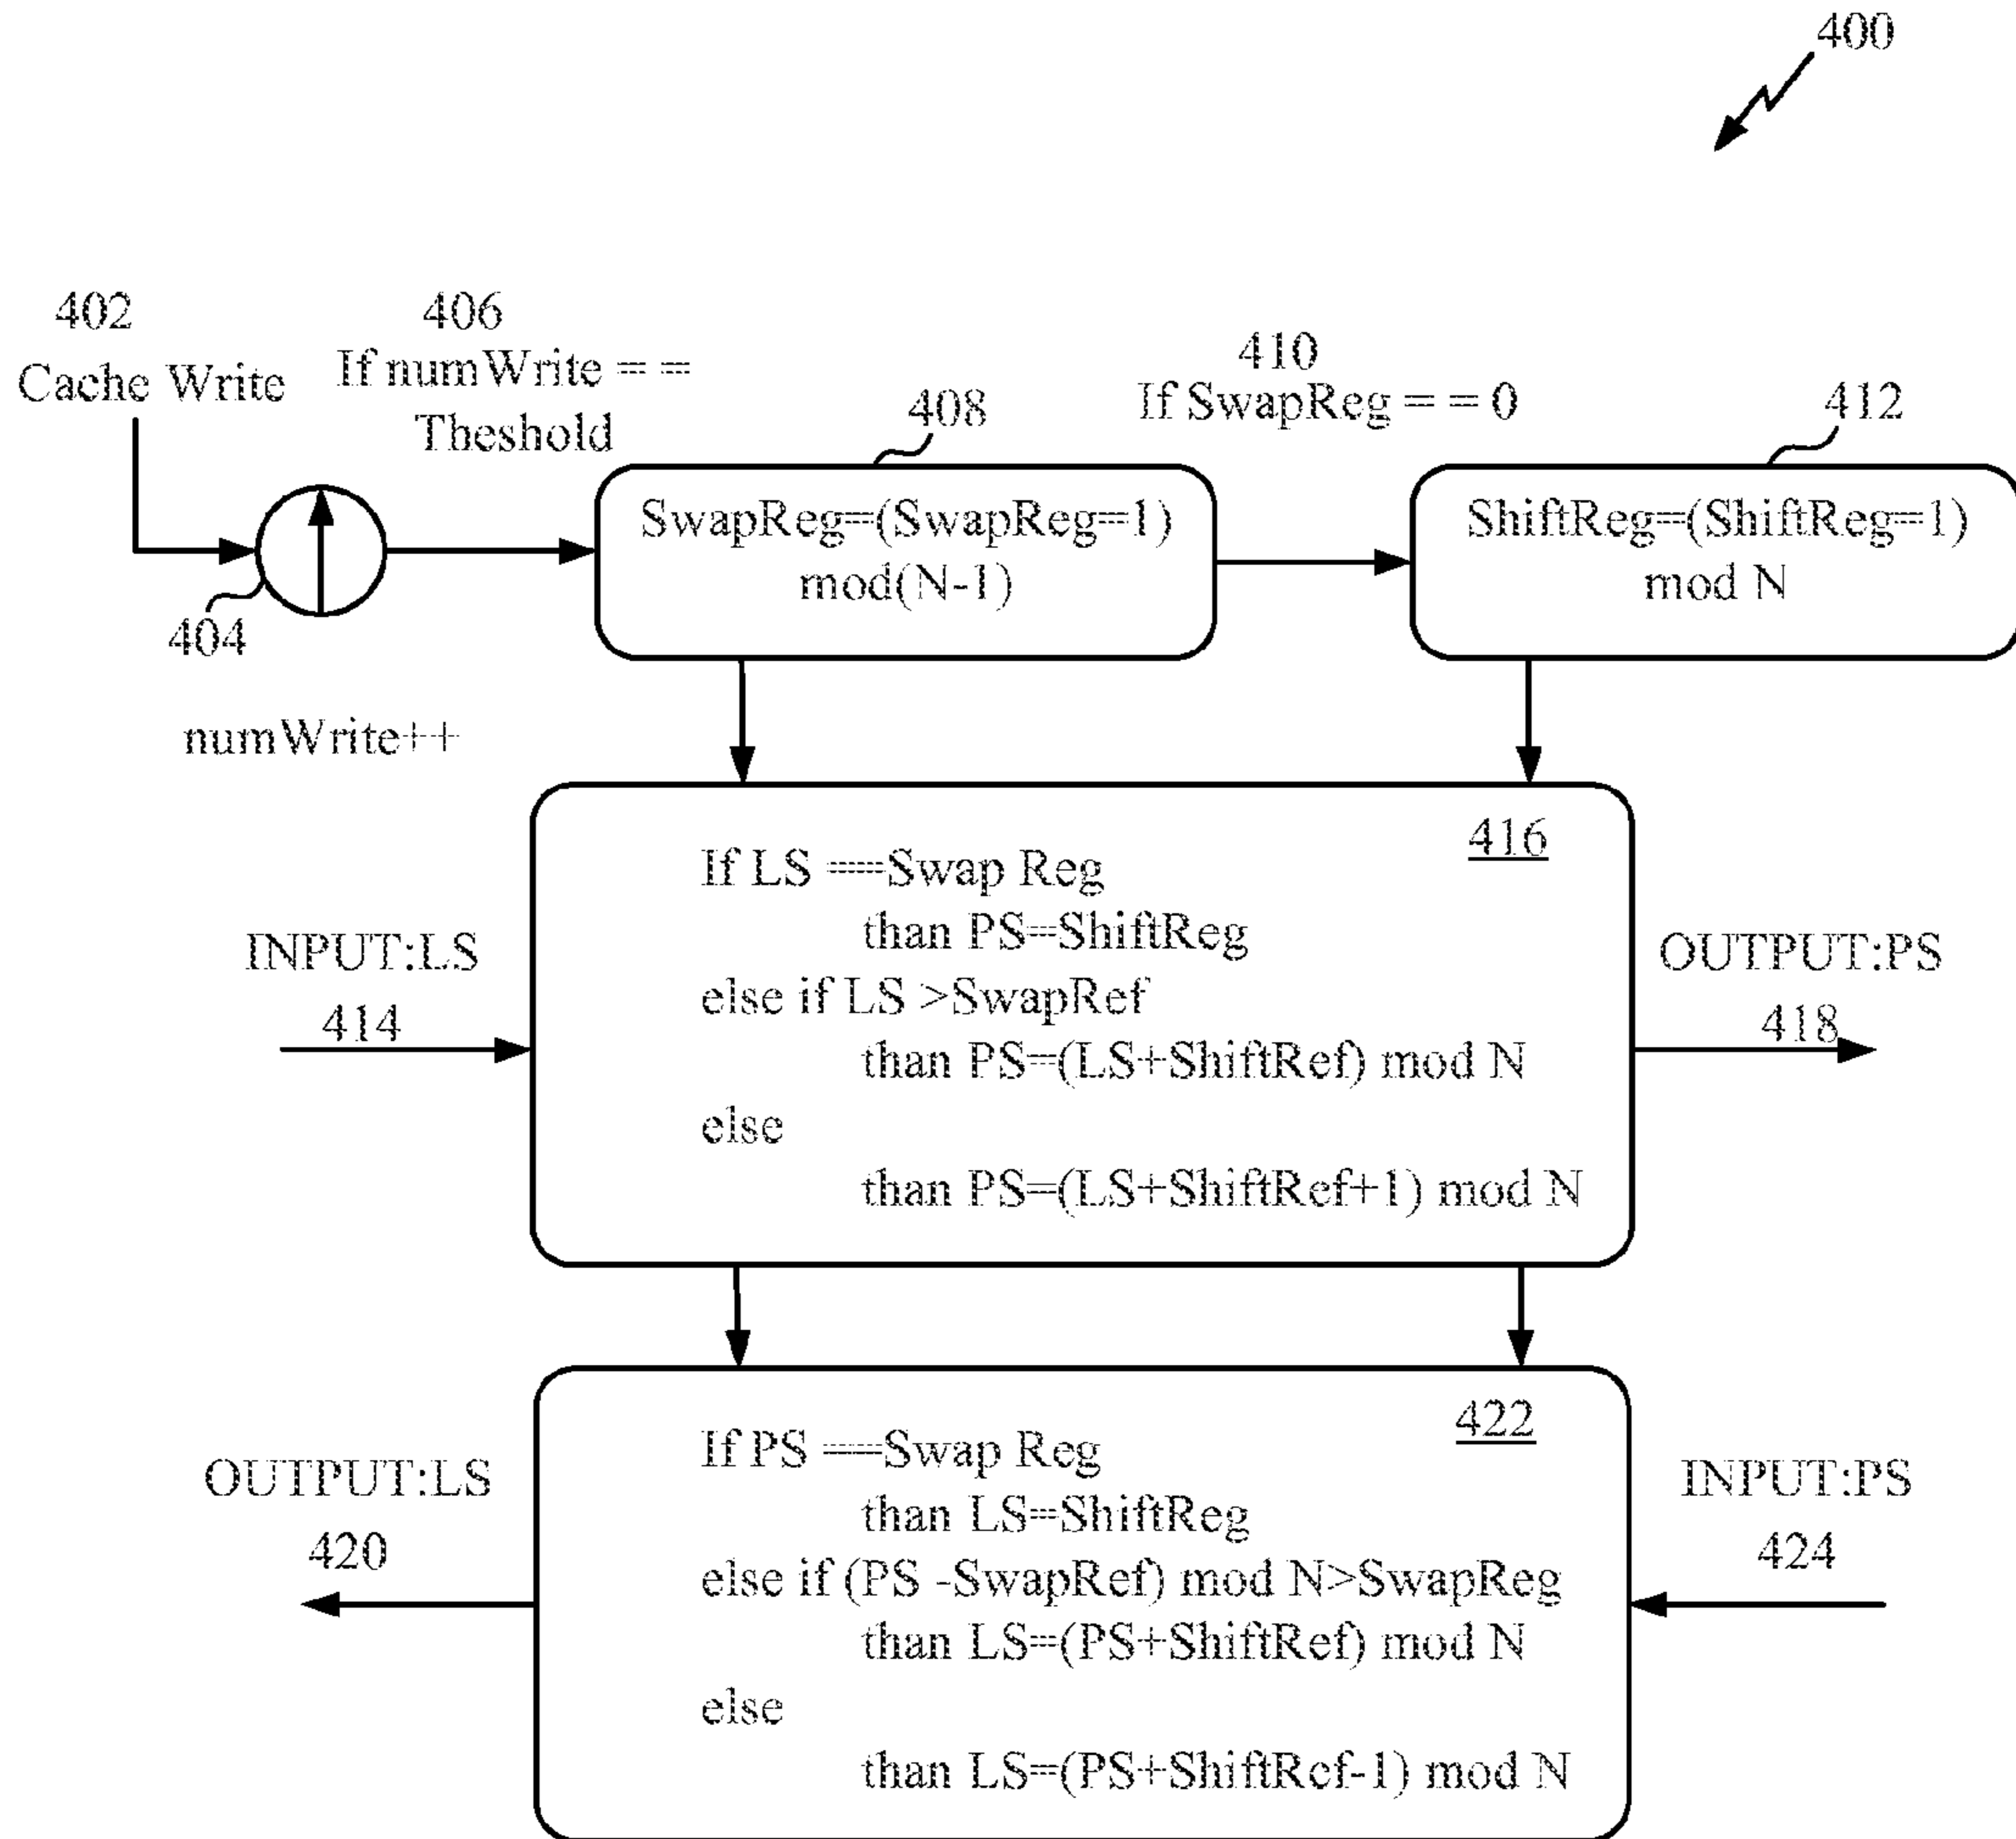 400
402
Cache Write
406
If numWrite = =
Theshold
404
numWrite++
408
SwapReg=(SwapReg=1)
mod(N-1)
410
If SwapReg = = 0
412
ShiftReg=(ShiftReg=1)
mod N
INPUT:LS
414
416
If LS ==Swap Reg
than PS=ShiftReg
else if LS >SwapRef
than PS=(LS+ShiftRef) mod N
else
than PS=(LS+ShiftRef+1) mod N
OUTPUT:PS
418
OUTPUT:LS
420
422
If PS ==Swap Reg
than LS=ShiftReg
else if (PS -SwapRef) mod N>SwapReg
than LS=(PS+ShiftRef) mod N
else
than LS=(PS+ShiftRef-1) mod N
INPUT:PS
424